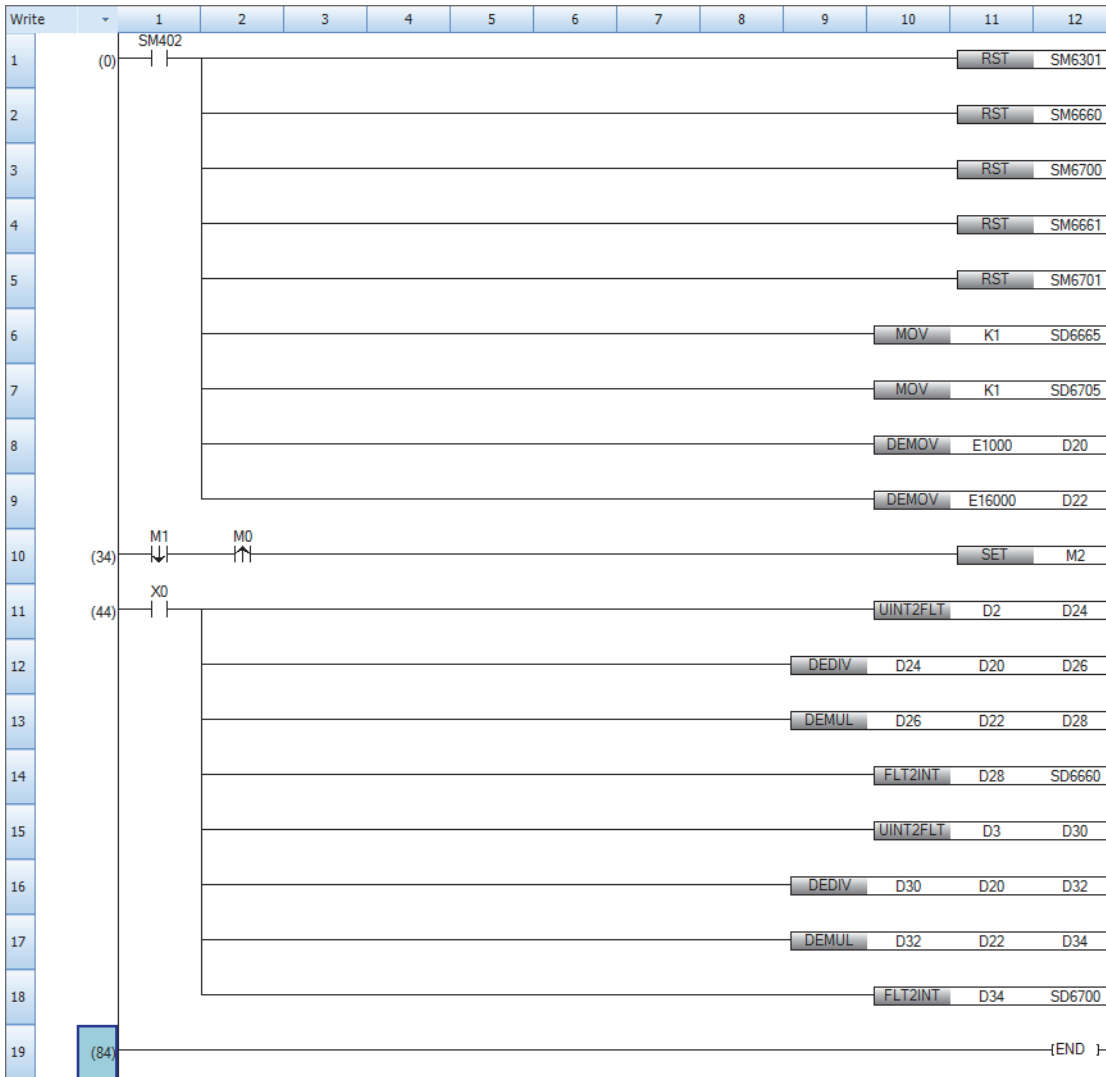 Write 1 2 3 4 5 6 7 8 9 10 11 12
SM402
1 (0) RST SM6301
2 RST SM6660
3 RST SM6700
4 RST SM6661
5 RST SM6701
6 MOV K1 SD6665
7 MOV K1 SD6705
8 DEMOV E1000 D20
9 DEMOV E16000 D22
M1 M0
10 (34) SET M2
X0
11 (44) UINT2FLT D2 D24
12 DEDIV D24 D20 D26
13 DEMUL D26 D22 D28
14 FLT2INT D28 SD6660
15 UINT2FLT D3 D30
16 DEDIV D30 D20 D32
17 DEMUL D32 D22 D34
18 FLT2INT D34 SD6700
19 (84) [END ]